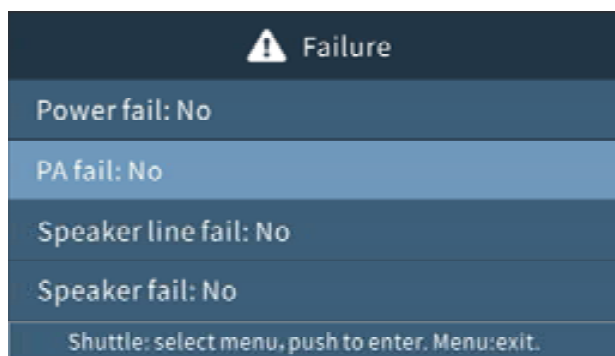 Failure
Power fail: No
PA fail: No
Speaker line fail: No
Speaker fail: No
Shuttle: select menu, push to enter. Menu:exit.